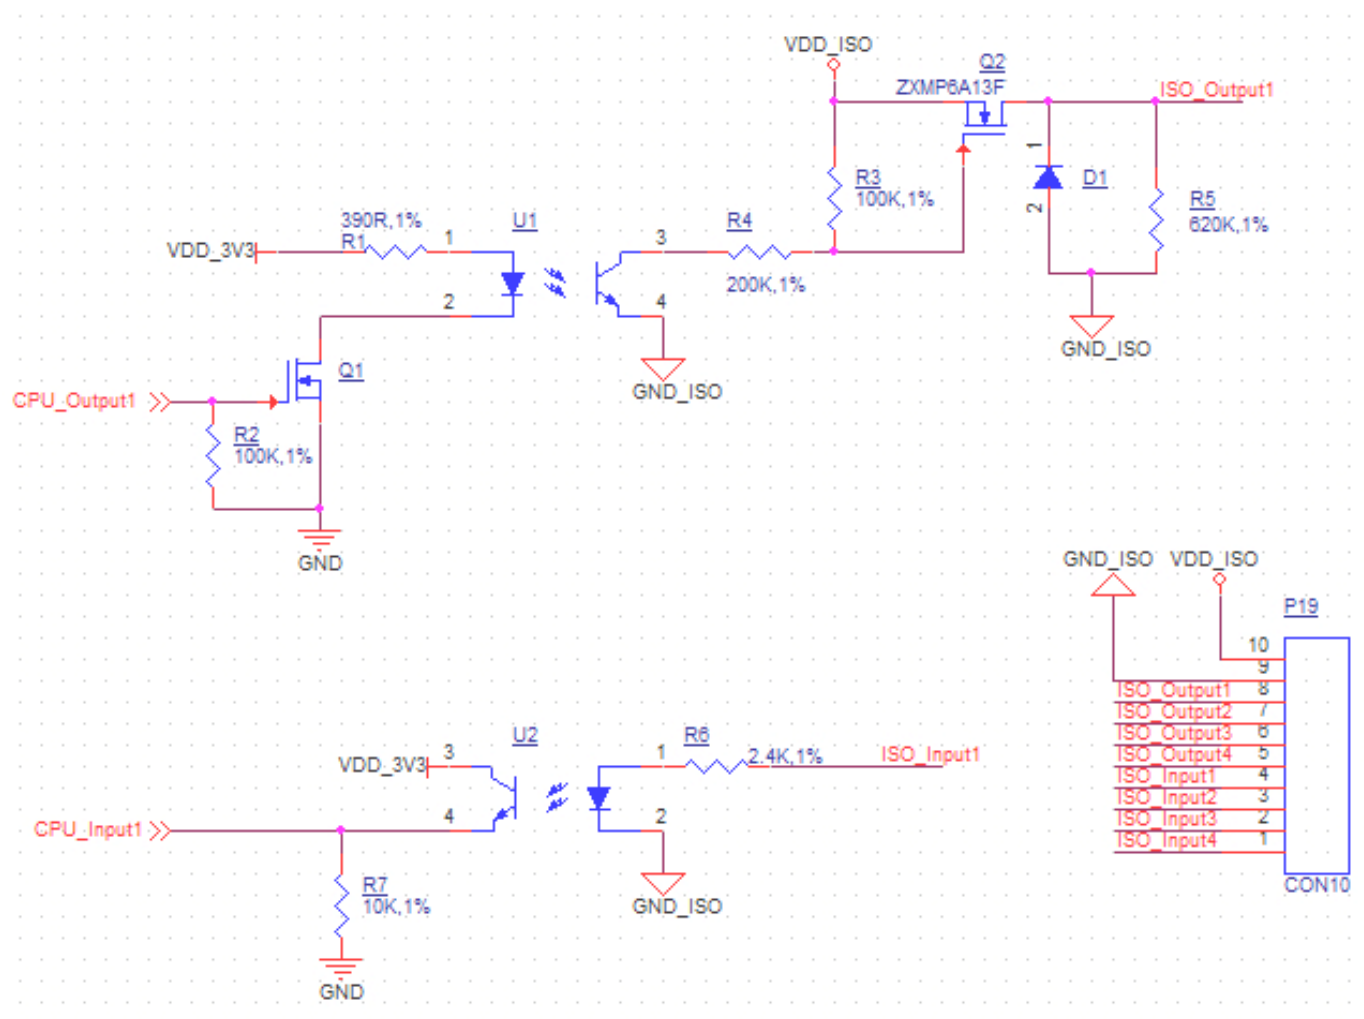 VDD_ISO
Q2
ZXMP6A13F
ISO_Output1
1
D1
2
R3
100K,1%
R5
620K,1%
390R,1%
R1
VDD_3V3
1
U1
3
R4
200K,1%
2
4
GND_ISO
GND_ISO
Q1
CPU_Output1
R2
100K,1%
GND
GND_ISO
VDD_ISO
P19
10
9
ISO_Output1 8
ISO_Output2 7
ISO_Output3 6
ISO_Output4 5
ISO_Input1 4
ISO_Input2 3
ISO_Input3 2
ISO_Input4 1
CON10
VDD_3V3
3
U2
1
R6
2.4K,1%
ISO_Input1
CPU_Input1
4
2
GND_ISO
R7
10K,1%
GND